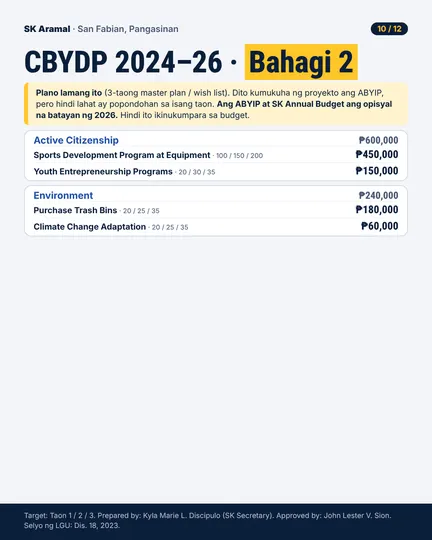 SK Aramal · San Fabian, Pangasinan
10 / 12
CBYDP 2024–26 · Bahagi 2
Plano lamang ito (3-taong master plan / wish list). Dito kumukuha ng proyekto ang ABYIP,
pero hindi lahat ay popondohan sa isang taon. Ang ABYIP at SK Annual Budget ang opisyal
na batayan ng 2026. Hindi ito ikinukumpara sa budget.
Active Citizenship ₱600,000
Sports Development Program at Equipment · 100 / 150 / 200 ₱450,000
Youth Entrepreneurship Programs · 20 / 30 / 35 ₱150,000
Environment ₱240,000
Purchase Trash Bins · 20 / 25 / 35 ₱180,000
Climate Change Adaptation · 20 / 25 / 35 ₱60,000
Target: Taon 1 / 2 / 3. Prepared by: Kyla Marie L. Discipulo (SK Secretary). Approved by: John Lester V. Sion.
Selyo ng LGU: Dis. 18, 2023.